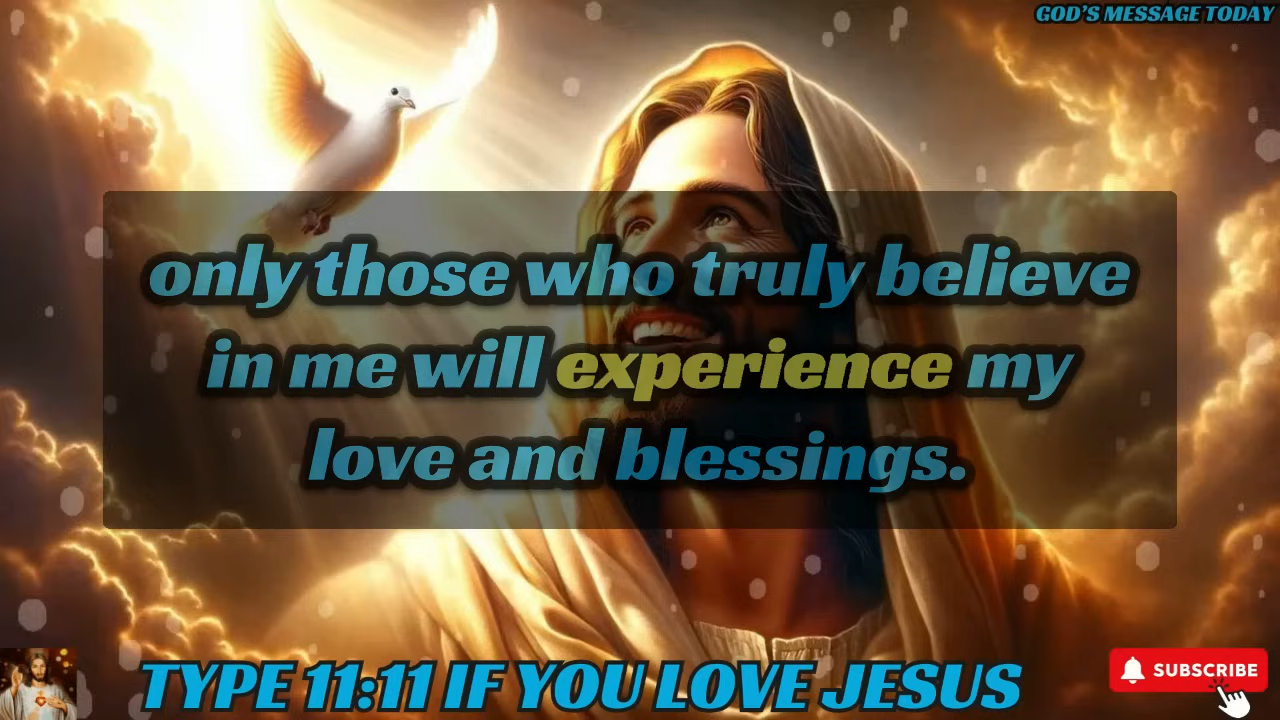 GOD'S MESSAGE TODAY
only those who truly believe
in me will experience my
love and blessings.
TYPE 11:11 IF YOU LOVE JESUS
SUBSCRIBE